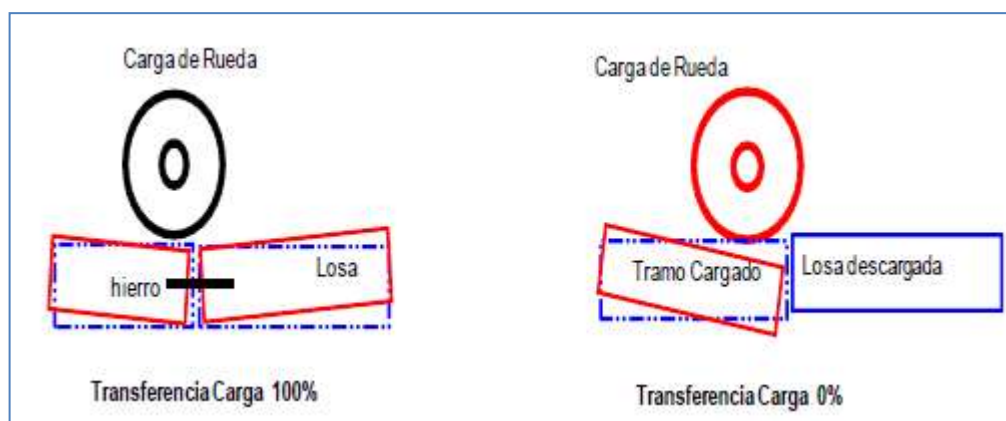 Carga de Rueda
Carga de Rueda
hierro
Losa
Tramo Cargado
Losa descargada
Transferencia Carga 100%
Transferencia Carga 0%